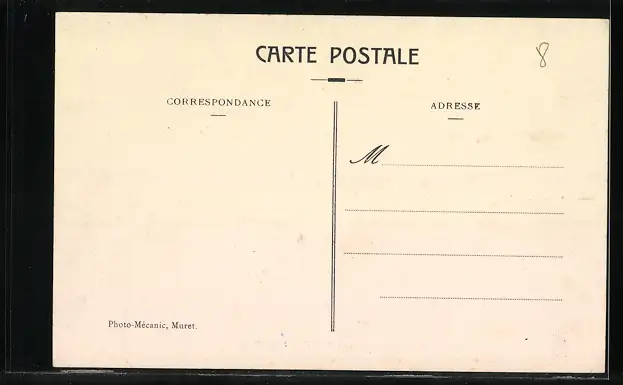 CARTE POSTALE
8
CORRESPONDANCE
ADRESSE
M
Photo-Mécanic, Muret.